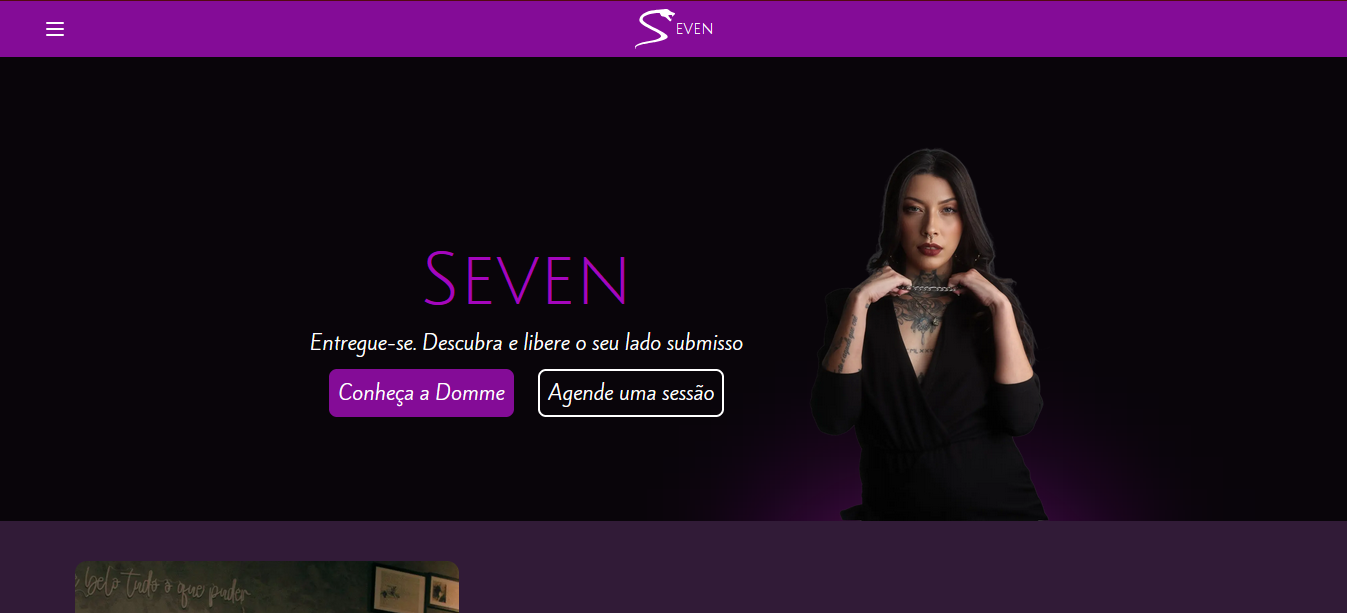 SEVEN
SEVEN
Entregue-se. Descubra e libere o seu lado submisso
Conheça a Domme
Agende uma sessão
belo tudo o que puder